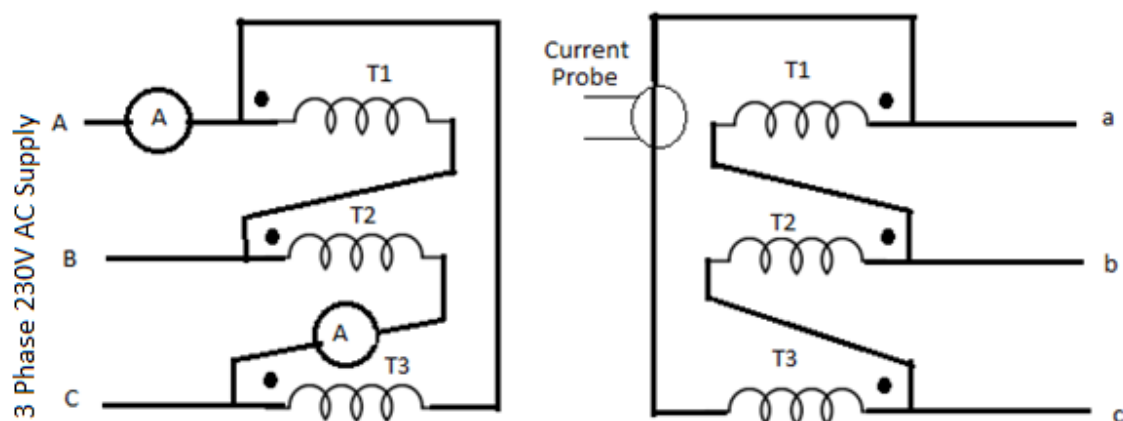 3 Phase 230V AC Supply
A
A
T1
B
T2
A
C
T3
Current
Probe
T1
a
T2
b
T3